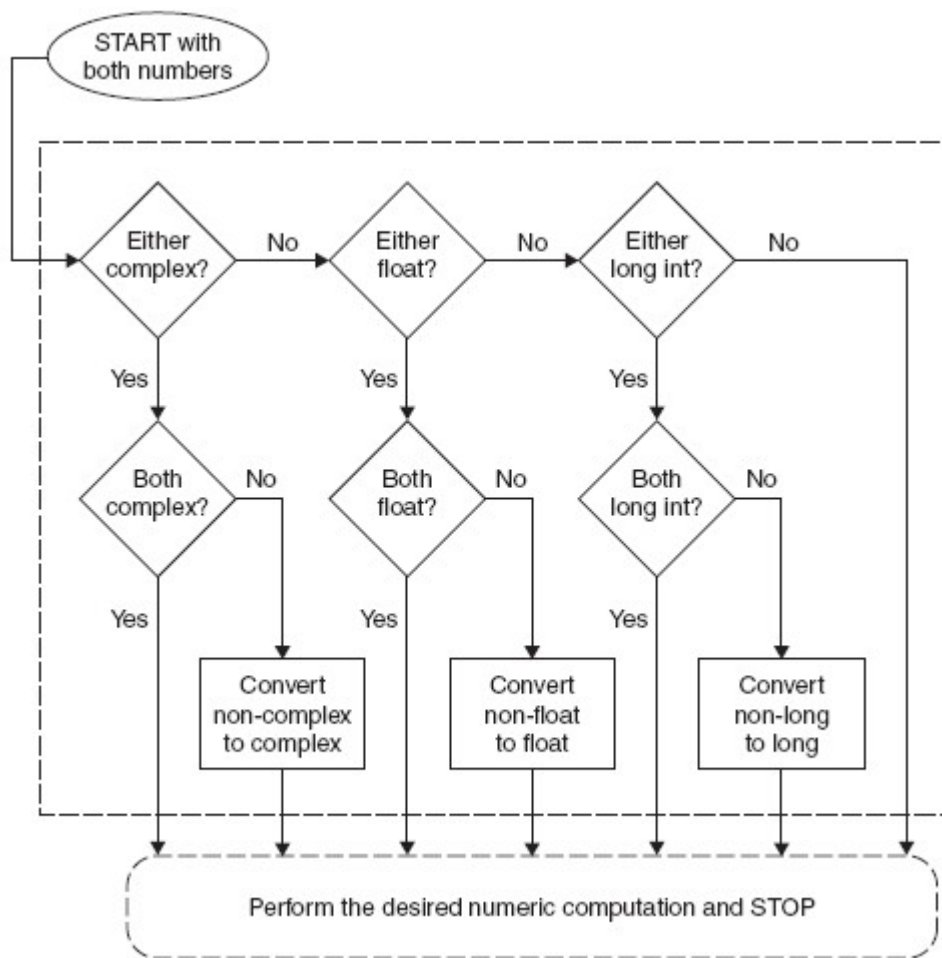 START with
both numbers
Either
complex?
No
Either
float?
No
Either
long int?
No
Yes
Yes
Yes
Both
complex?
No
Both
float?
No
Both
long int?
No
Yes
Yes
Yes
Convert
non-complex
to complex
Convert
non-float
to float
Convert
non-long
to long
Perform the desired numeric computation and STOP